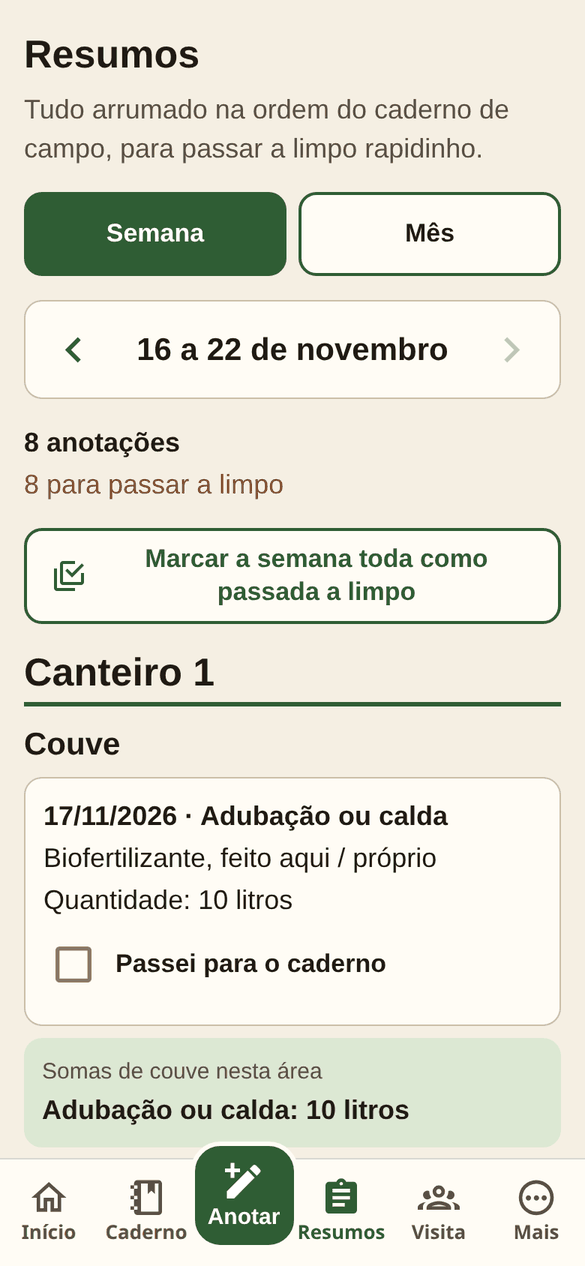 Resumos
Tudo arrumado na ordem do caderno de
campo, para passar a limpo rapidinho.
Semana
Mês
16 a 22 de novembro
8 anotações
8 para passar a limpo
Marcar a semana toda como
passada a limpo
Canteiro 1
Couve
17/11/2026 · Adubação ou calda
Biofertilizante, feito aqui / próprio
Quantidade: 10 litros
Passei para o caderno
Somas de couve nesta área
Adubação ou calda: 10 litros
Início
Caderno
Anotar
Resumos
Visita
Mais